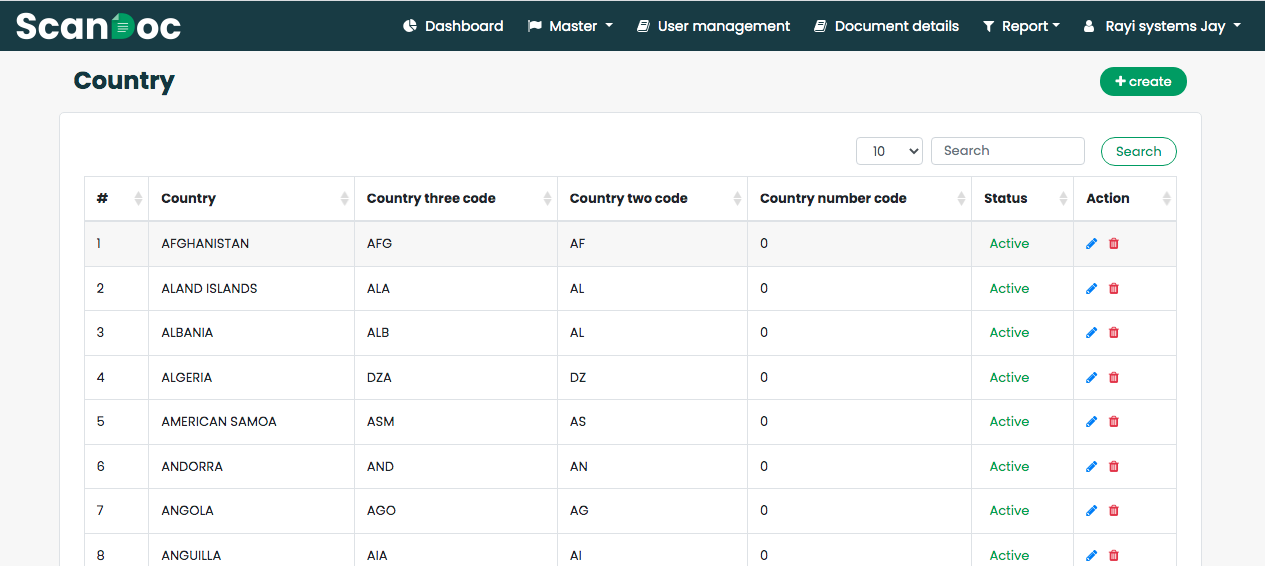 ScanDoc Dashboard Master User management Document details Report Rayi systems Jay
Country + create
10 Search Search
# Country Country three code Country two code Country number code Status Action
1 AFGHANISTAN AFG AF 0 Active
2 ALAND ISLANDS ALA AL 0 Active
3 ALBANIA ALB AL 0 Active
4 ALGERIA DZA DZ 0 Active
5 AMERICAN SAMOA ASM AS 0 Active
6 ANDORRA AND AN 0 Active
7 ANGOLA AGO AG 0 Active
8 ANGUILLA AIA AI 0 Active